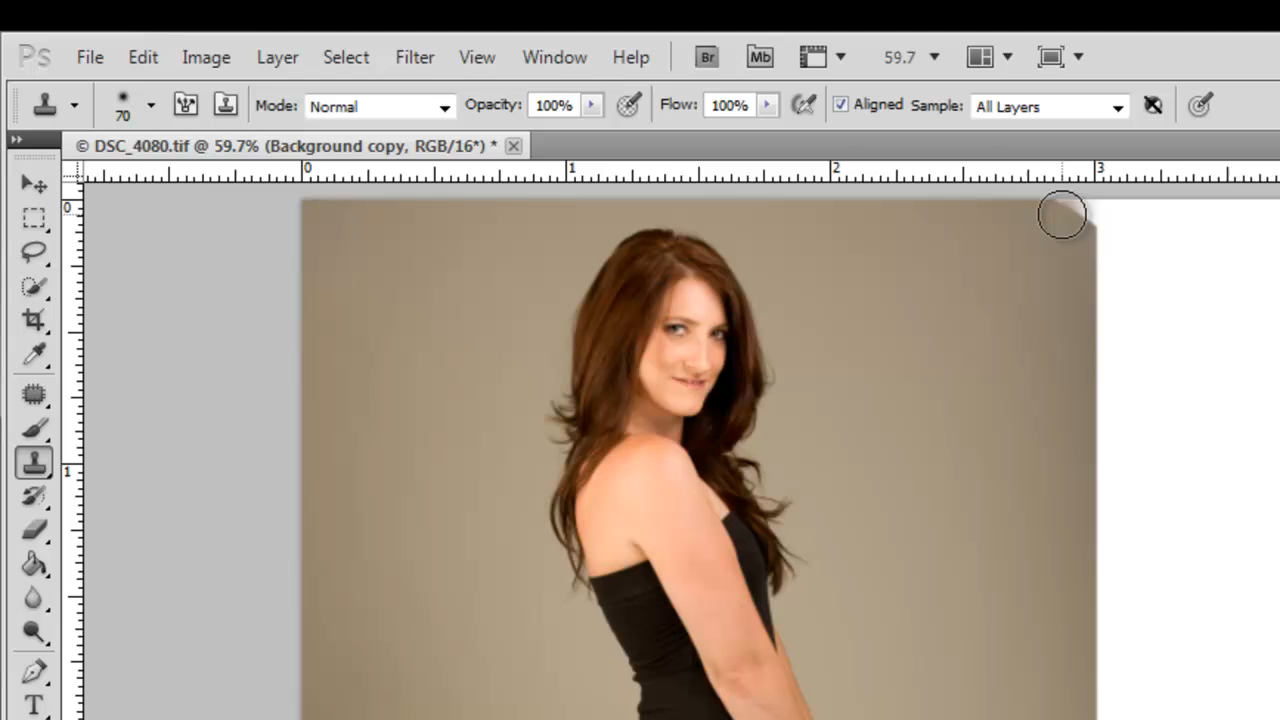 Ps File Edit Image Layer Select Filter View Window Help Br Mb 59.7
70 Mode: Normal Opacity: 100% Flow: 100% Aligned Sample: All Layers
© DSC_4080.tif @ 59.7% (Background copy, RGB/16*) *
0 1 2 3
0
1
T